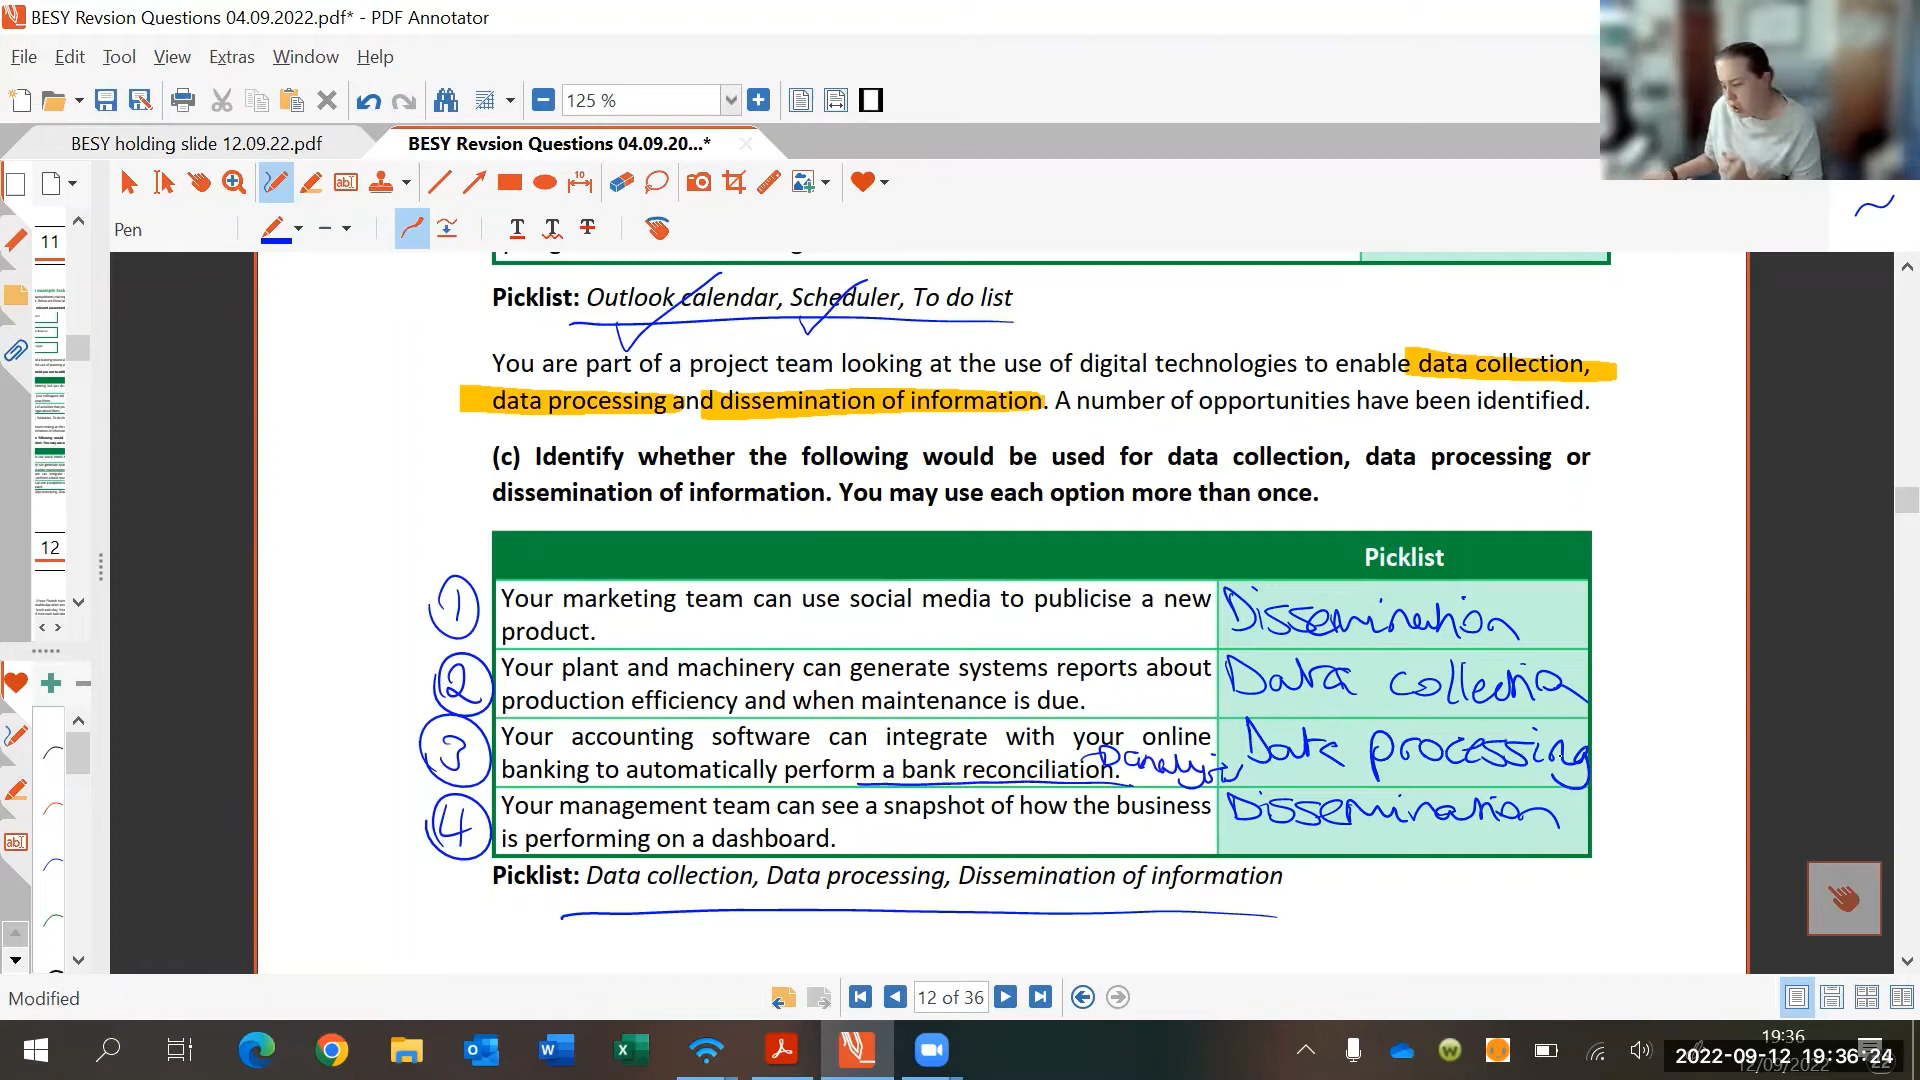 BESY Revsion Questions 04.09.2022.pdf* - PDF Annotator
File Edit Tool View Extras Window Help
125 %
BESY holding slide 12.09.22.pdf
BESY Revsion Questions 04.09.20...*
10
Pen
11
12
Picklist: Outlook calendar, Scheduler, To do list
You are part of a project team looking at the use of digital technologies to enable data collection,
data processing and dissemination of information. A number of opportunities have been identified.
(c) Identify whether the following would be used for data collection, data processing or
dissemination of information. You may use each option more than once.
Picklist
1 Your marketing team can use social media to publicise a new
product.
Dissemination
2 Your plant and machinery can generate systems reports about
production efficiency and when maintenance is due.
Data collection
3 Your accounting software can integrate with your online
banking to automatically perform a bank reconciliation.
Data processing
4 Your management team can see a snapshot of how the business
is performing on a dashboard.
Dissemination
Picklist: Data collection, Data processing, Dissemination of information
Modified
12 of 36
19:36
2022-09-12 19:36:24
12/09/2022
22